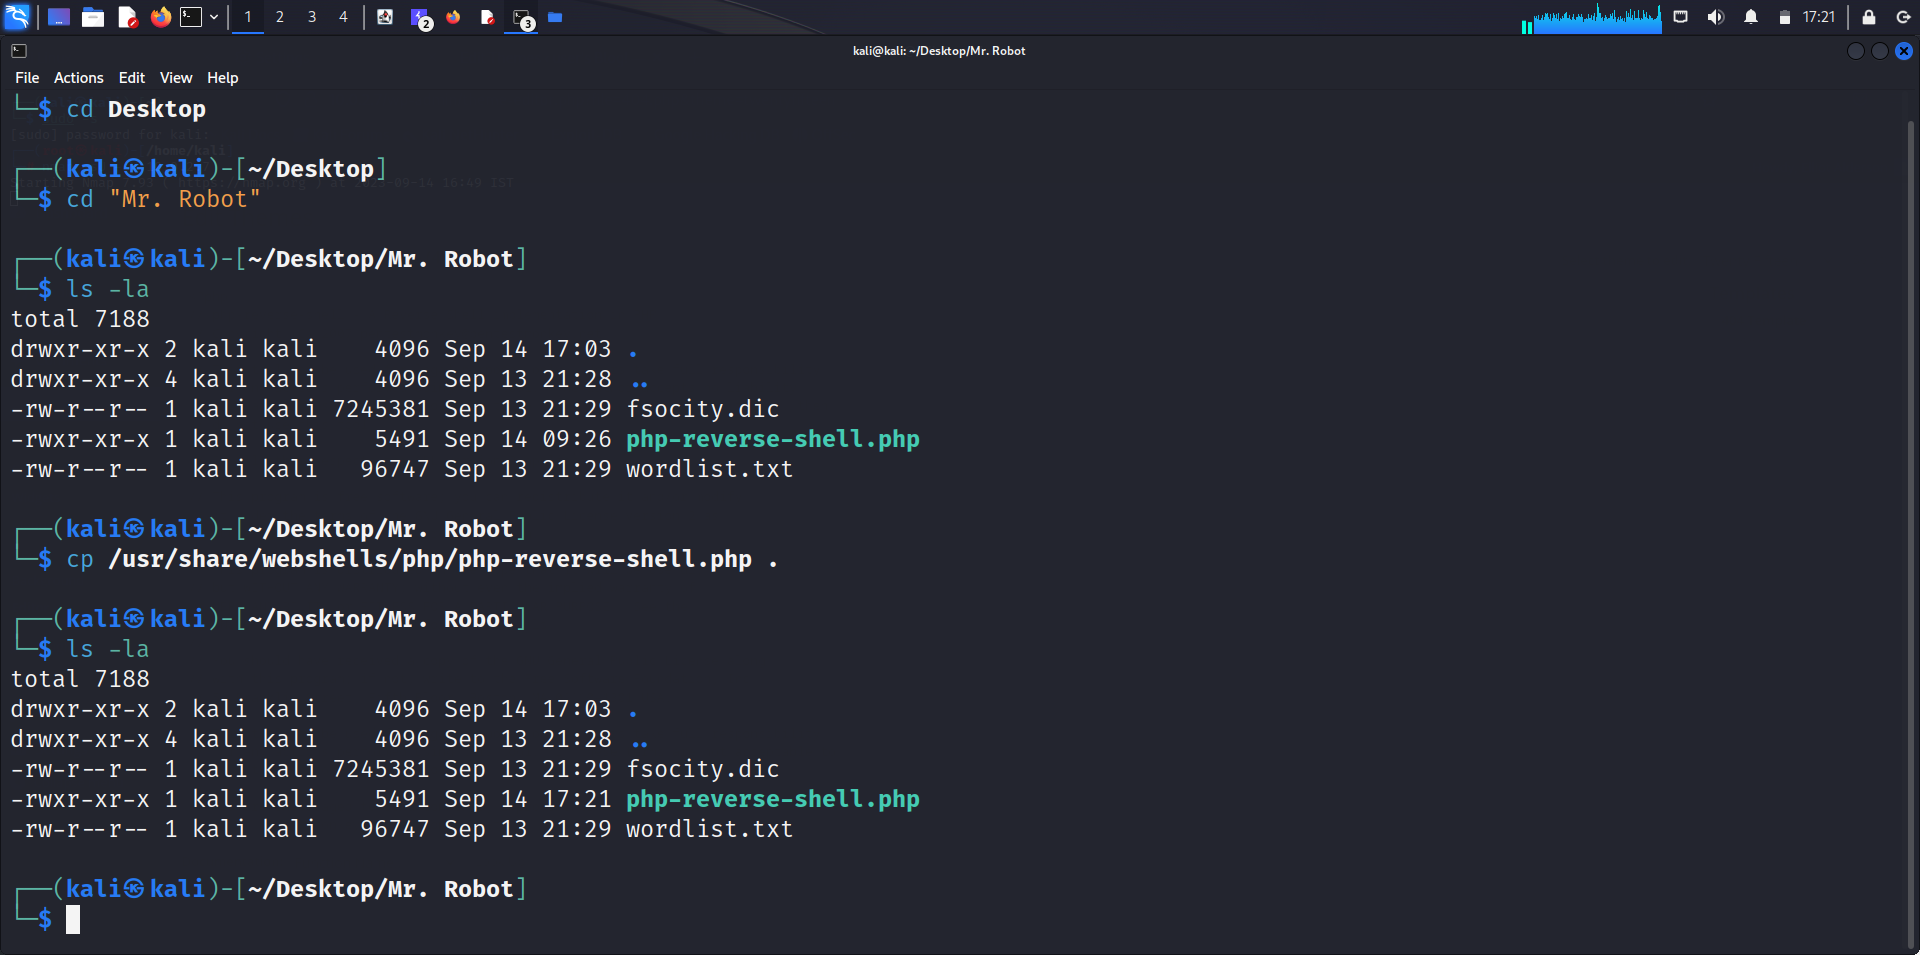 1 2 3 4 2 3 17:21
kali@kali: ~/Desktop/Mr. Robot
File Actions Edit View Help
└─$ cd Desktop
[sudo] password for kali:
/home/kali
┌──(kali㉿kali)-[~/Desktop]
└─$ cd "Mr. Robot"
┌──(kali㉿kali)-[~/Desktop/Mr. Robot]
└─$ ls -la
total 7188
drwxr-xr-x 2 kali kali    4096 Sep 14 17:03 .
drwxr-xr-x 4 kali kali    4096 Sep 13 21:28 ..
-rw-r--r-- 1 kali kali 7245381 Sep 13 21:29 fsocity.dic
-rwxr-xr-x 1 kali kali    5491 Sep 14 09:26 php-reverse-shell.php
-rw-r--r-- 1 kali kali   96747 Sep 13 21:29 wordlist.txt
┌──(kali㉿kali)-[~/Desktop/Mr. Robot]
└─$ cp /usr/share/webshells/php/php-reverse-shell.php .
┌──(kali㉿kali)-[~/Desktop/Mr. Robot]
└─$ ls -la
total 7188
drwxr-xr-x 2 kali kali    4096 Sep 14 17:03 .
drwxr-xr-x 4 kali kali    4096 Sep 13 21:28 ..
-rw-r--r-- 1 kali kali 7245381 Sep 13 21:29 fsocity.dic
-rwxr-xr-x 1 kali kali    5491 Sep 14 17:21 php-reverse-shell.php
-rw-r--r-- 1 kali kali   96747 Sep 13 21:29 wordlist.txt
┌──(kali㉿kali)-[~/Desktop/Mr. Robot]
└─$